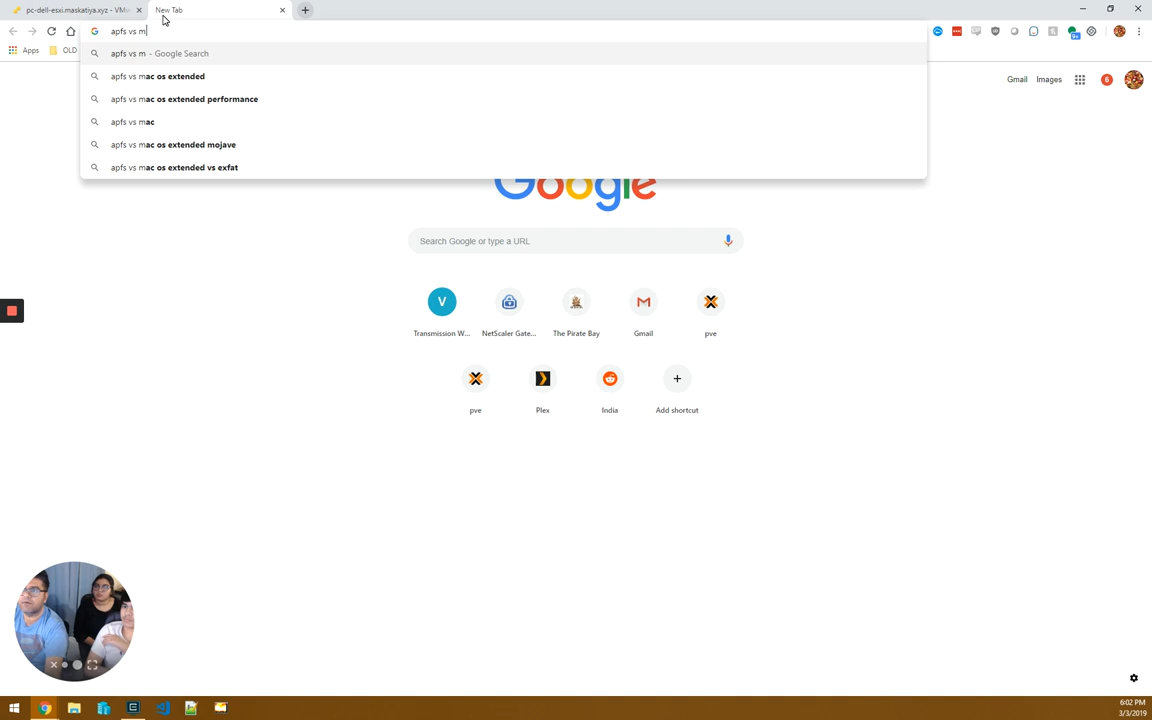 pc-dell-esxi.maskatiya.xyz - VMw
New Tab
apfs vs m
Apps
OLD
apfs vs m - Google Search
apfs vs mac os extended
apfs vs mac os extended performance
apfs vs mac
apfs vs mac os extended mojave
apfs vs mac os extended vs exfat
Gmail
Images
6
Google
Search Google or type a URL
V
Transmission W...
NetScaler Gate...
The Pirate Bay
Gmail
pve
pve
Plex
India
Add shortcut
6:02 PM
3/3/2019